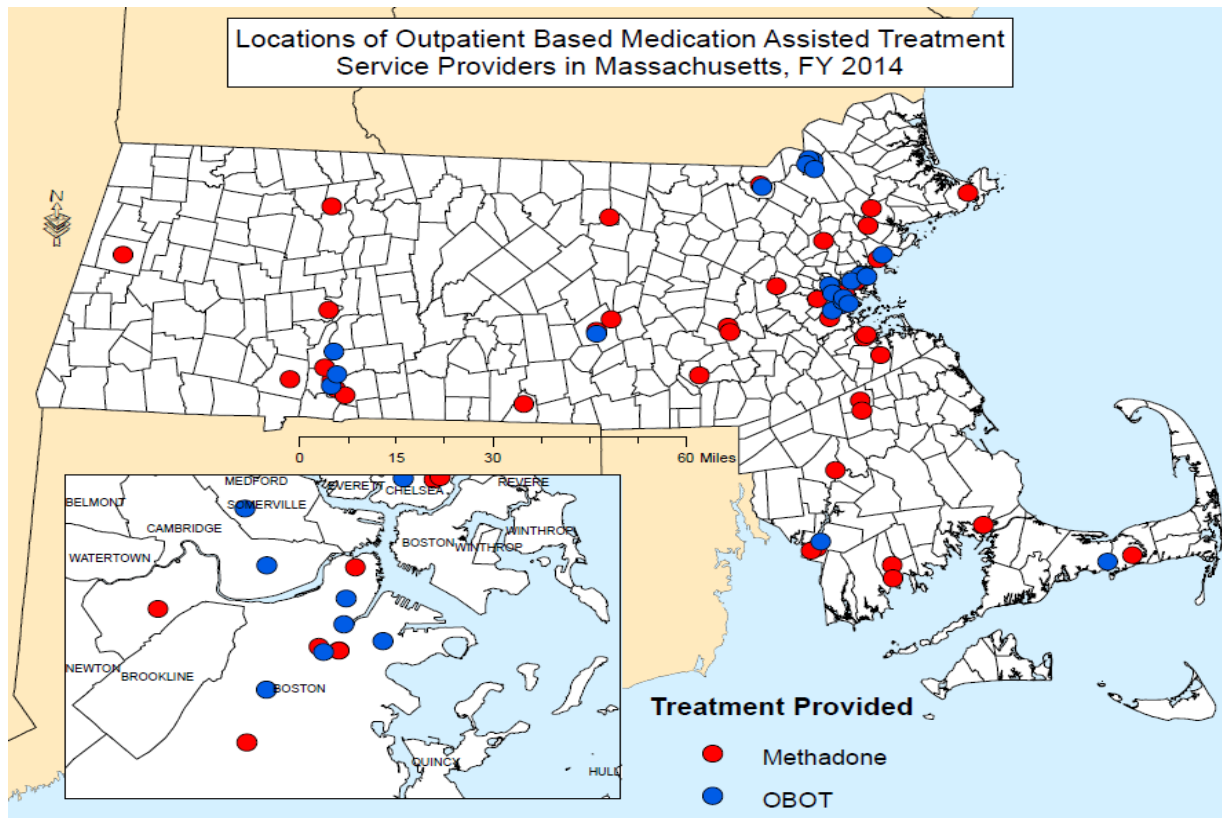 Locations of Outpatient Based Medication Assisted Treatment
Service Providers in Massachusetts, FY 2014
N
0 15 30 60 Miles
MEDFORD
EVERETT
REVERE
BELMONT
SOMERVILLE
CHELSEA
CAMBRIDGE
WINTHROP
BOSTON
WINTHROP
WATERTOWN
NEWTON
BROOKLINE
BOSTON
QUINCY
HULL
Treatment Provided
Methadone
OBOT